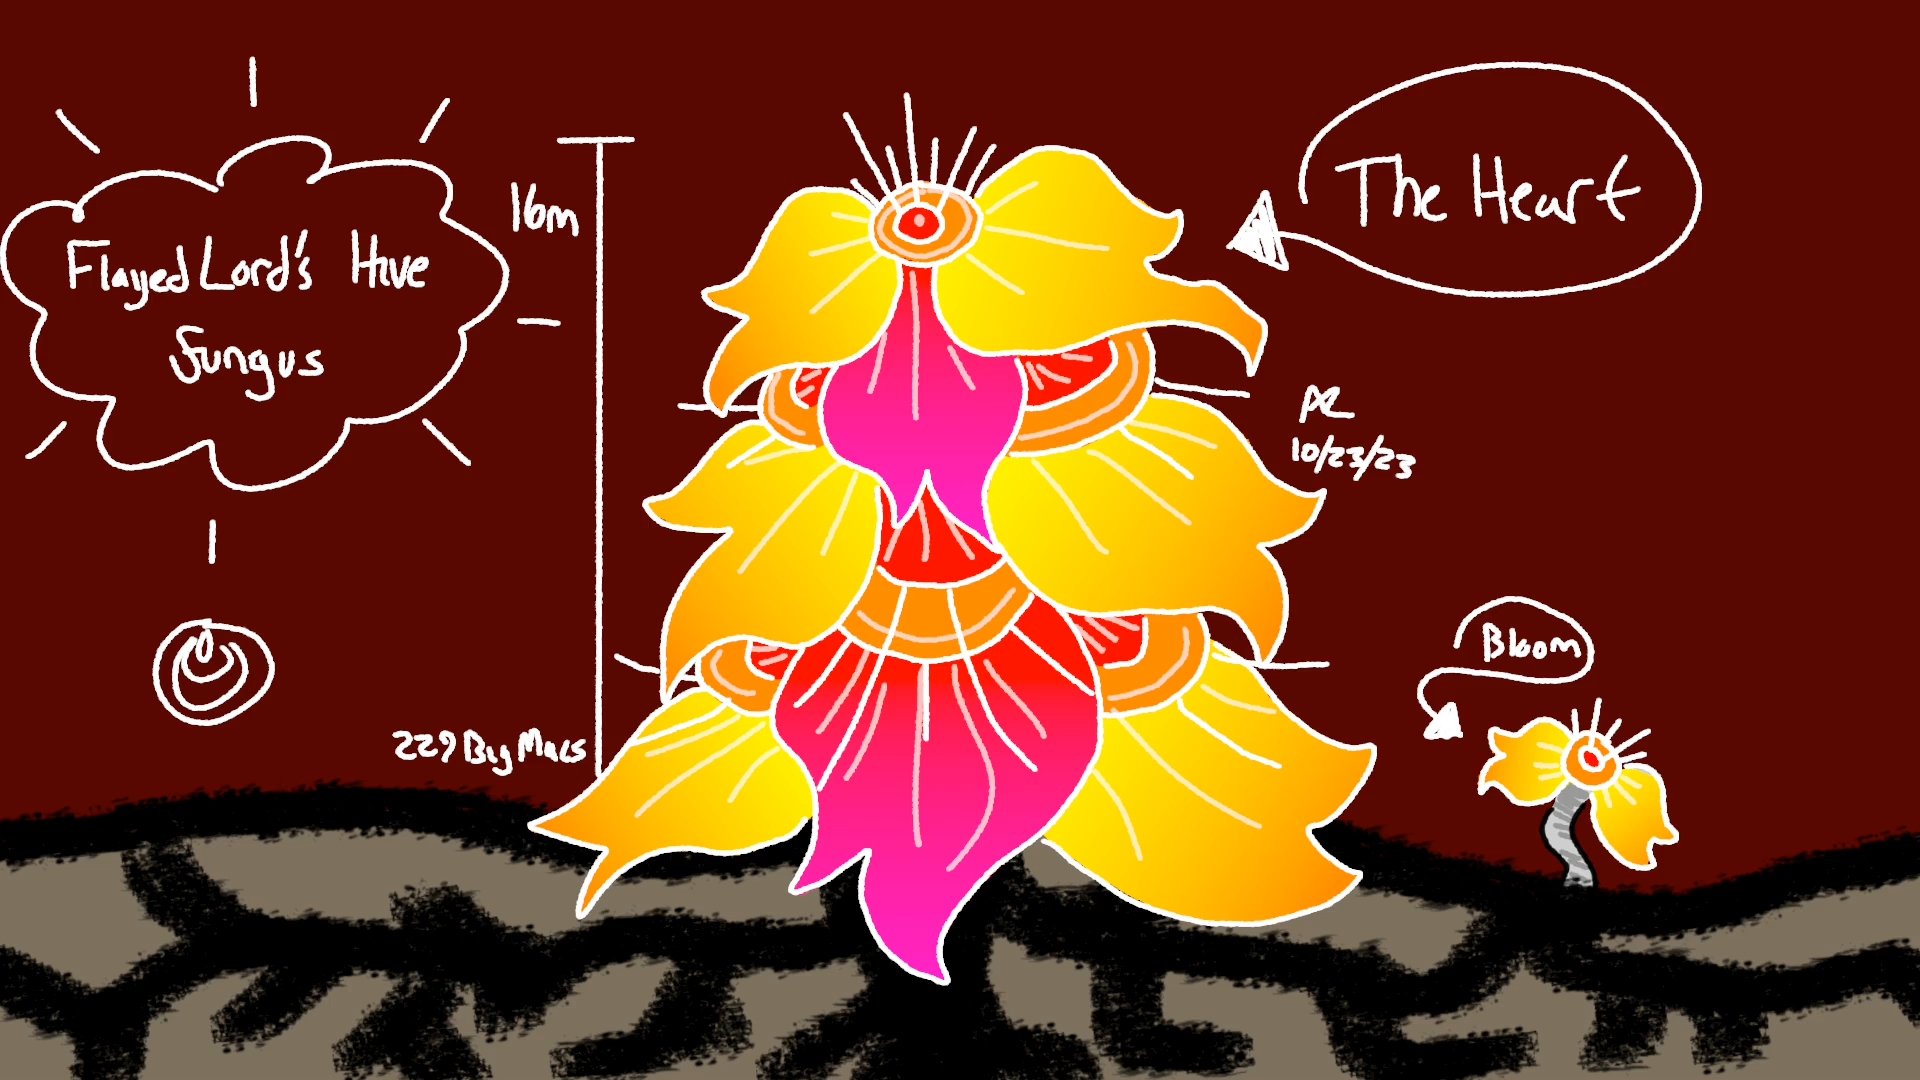 Flayed Lord's Hive
fungus
16m
229 Big Macs
The Heart
10/23/23
Bloom